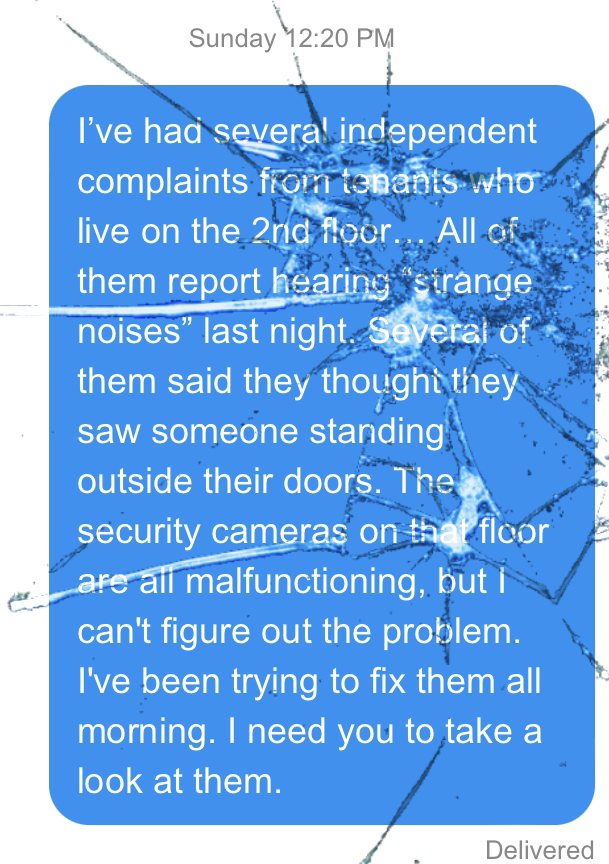 Sunday 12:20 PM
I’ve had several independent
complaints from tenants who
live on the 2nd floor… All of
them report hearing “strange
noises” last night. Several of
them said they thought they
saw someone standing
outside their doors. The
security cameras on that floor
are all malfunctioning, but I
can't figure out the problem.
I've been trying to fix them all
morning. I need you to take a
look at them.
Delivered